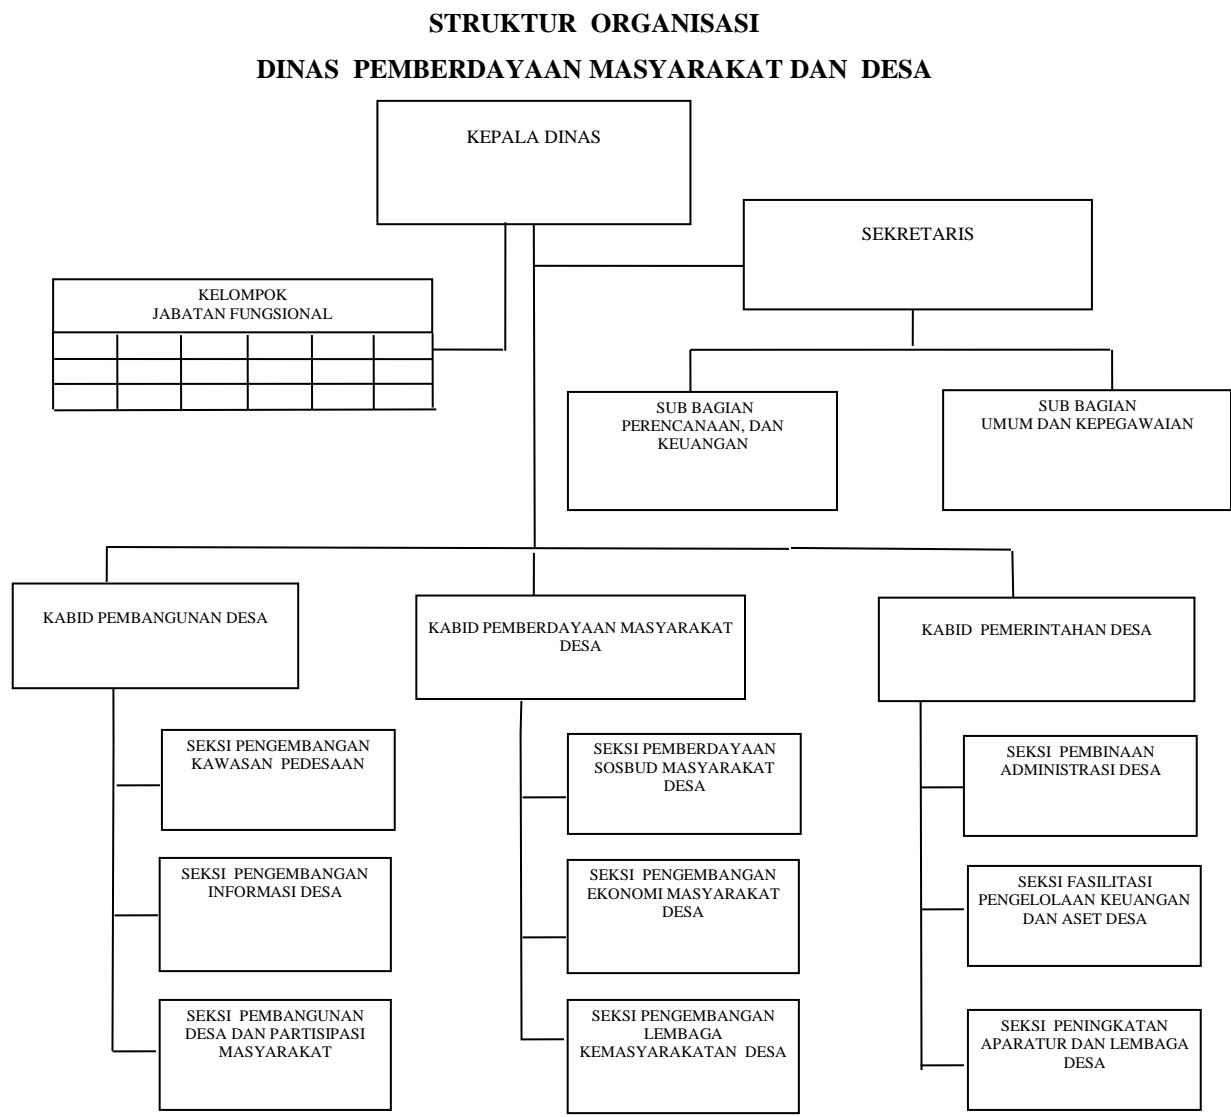 STRUKTUR ORGANISASI
DINAS PEMBERDAYAAN MASYARAKAT DAN DESA
KEPALA DINAS
SEKRETARIS
KELOMPOK
JABATAN FUNGSIONAL
SUB BAGIAN
PERENCANAAN, DAN
KEUANGAN
SUB BAGIAN
UMUM DAN KEPEGAWAIAN
KABID PEMBANGUNAN DESA
KABID PEMBERDAYAAN MASYARAKAT
DESA
KABID PEMERINTAHAN DESA
SEKSI PENGEMBANGAN
KAWASAN PEDESAAN
SEKSI PENGEMBANGAN
INFORMASI DESA
SEKSI PEMBANGUNAN
DESA DAN PARTISIPASI
MASYARAKAT
SEKSI PEMBERDAYAAN
SOSBUD MASYARAKAT
DESA
SEKSI PENGEMBANGAN
EKONOMI MASYARAKAT
DESA
SEKSI PENGEMBANGAN
LEMBAGA
KEMASYARAKATAN DESA
SEKSI PEMBINAAN
ADMINISTRASI DESA
SEKSI FASILITASI
PENGELOLAAN KEUANGAN
DAN ASET DESA
SEKSI PENINGKATAN
APARATUR DAN LEMBAGA
DESA